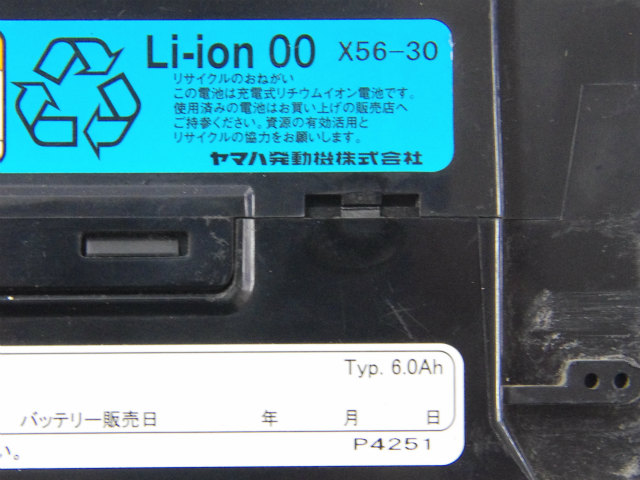 Li-ion 00 X56-30
リサイクルのおねがい
この電池は充電式リチウムイオン電池です。
使用済みの電池はお買い上げの販売店へ
ご持参ください。資源の有効活用と
リサイクルの協力をお願いします。
ヤマハ発動機株式会社
Typ. 6.0Ah
バッテリー販売日 年 月 日
い。
P4251